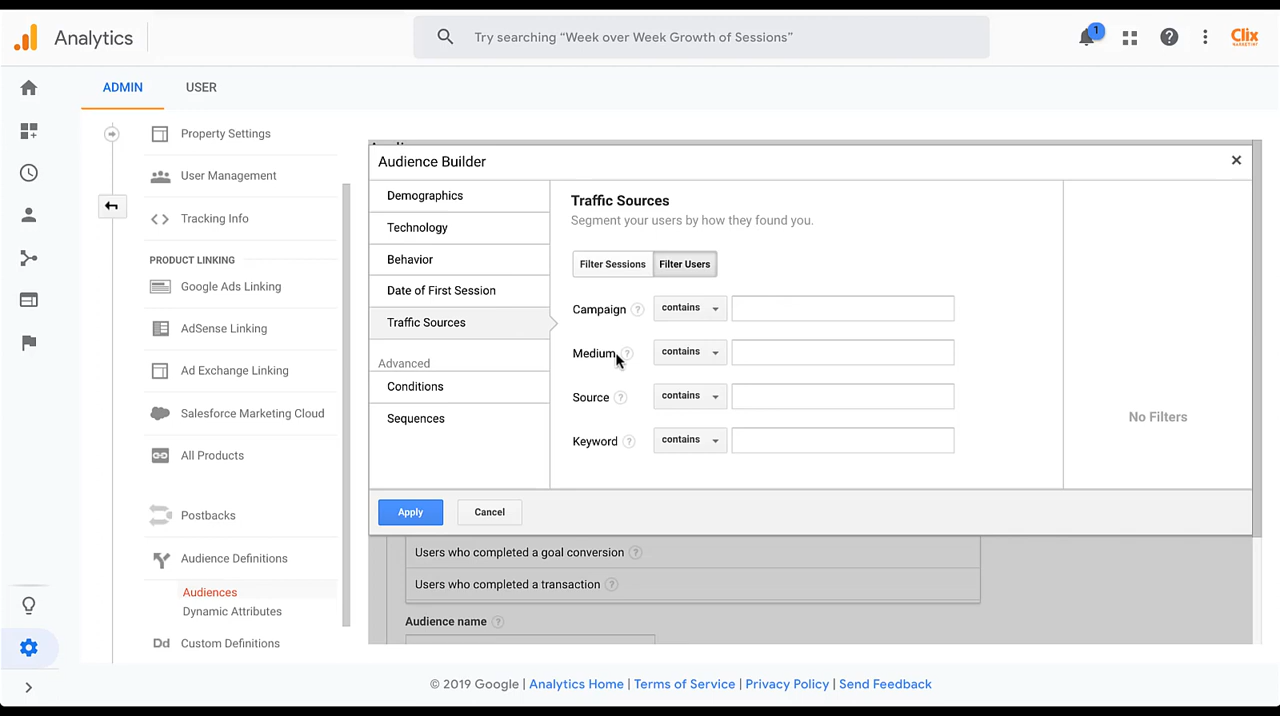 Analytics
Try searching “Week over Week Growth of Sessions”
1
Clix
MARKETING
ADMIN
USER
Property Settings
User Management
Tracking Info
PRODUCT LINKING
Google Ads Linking
AdSense Linking
Ad Exchange Linking
Salesforce Marketing Cloud
All Products
Postbacks
Audience Definitions
Audiences
Dynamic Attributes
Dd Custom Definitions
Audience Builder
Demographics
Technology
Behavior
Date of First Session
Traffic Sources
Advanced
Conditions
Sequences
Traffic Sources
Segment your users by how they found you.
Filter Sessions Filter Users
Campaign ? contains
Medium ? contains
Source ? contains
Keyword ? contains
No Filters
Apply Cancel
Users who completed a goal conversion ?
Users who completed a transaction ?
Audience name ?
© 2019 Google | Analytics Home | Terms of Service | Privacy Policy | Send Feedback